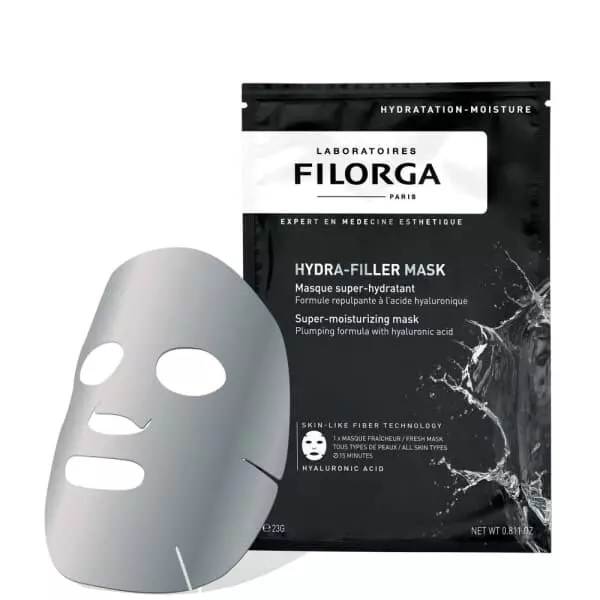 HYDRATATION-MOISTURE
LABORATOIRES
FILORGA
PARIS
EXPERT EN MEDECINE ESTHETIQUE
HYDRA-FILLER MASK
Masque super-hydratant
Formule repulpante à l'acide hyaluronique
Super-moisturizing mask
Plumping formula with hyaluronic acid
SKIN-LIKE FIBER TECHNOLOGY
1 x MASQUE FRAÎCHEUR / FRESH MASK
TOUS TYPES DE PEAUX / ALL SKIN TYPES
15 MINUTES
HYALURONIC ACID
℮ 23G
NET WT 0.811 OZ